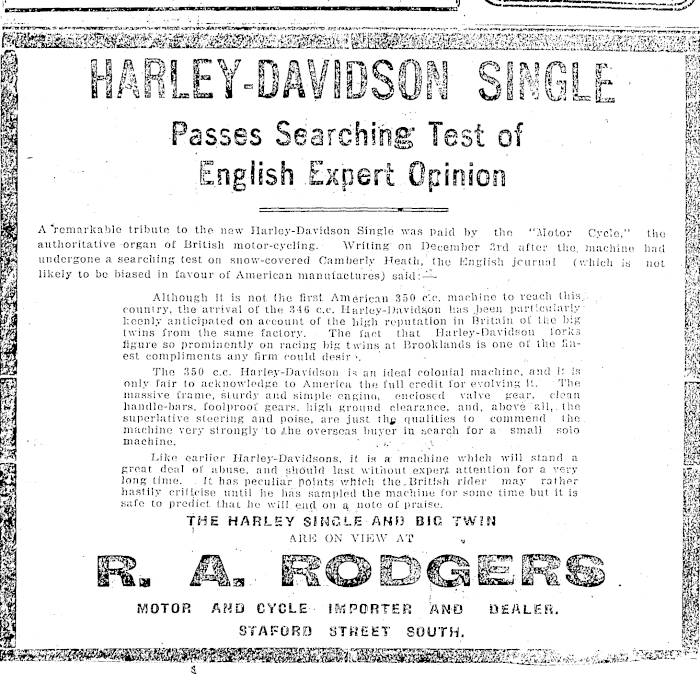 HARLEY-DAVIDSON SINGLE
Passes Searching Test of
English Expert Opinion
A remarkable tribute to the new Harley-Davidson Single was paid by the "Motor Cycle," the
authoritative organ of British motor-cycling. Writing on December 3rd after the machine had
undergone a searching test on snow-covered Camberly Heath, the English journal (which is not
likely to be biased in favour of American manufactures) said:—
Although it is not the first American 350 c.c. machine to reach this
country, the arrival of the 346 c.c. Harley-Davidson has been particularly
keenly anticipated on account of the high reputation in Britain of the big
twins from the same factory. The fact that Harley-Davidson forks
figure so prominently on racing big twins at Brooklands is one of the fin-
est compliments any firm could desire.
The 350 c.c. Harley-Davidson is an ideal colonial machine, and it is
only fair to acknowledge to America the full credit for evolving it. The
massive frame, sturdy and simple engine, enclosed valve gear, clean
handle-bars, foolproof gears, high ground clearance, and, above all, the
superlative steering and poise, are just the qualities to commend the
machine very strongly to the overseas buyer in search for a small solo
machine.
Like earlier Harley-Davidsons, it is a machine which will stand a
great deal of abuse, and should last without expert attention for a very
long time. It has peculiar points which the British rider may rather
hastily criticise until he has sampled the machine for some time but it is
safe to predict that he will end on a note of praise.
THE HARLEY SINGLE AND BIG TWIN
ARE ON VIEW AT
R. A. RODGERS
MOTOR AND CYCLE IMPORTER AND DEALER.
STAFORD STREET SOUTH.